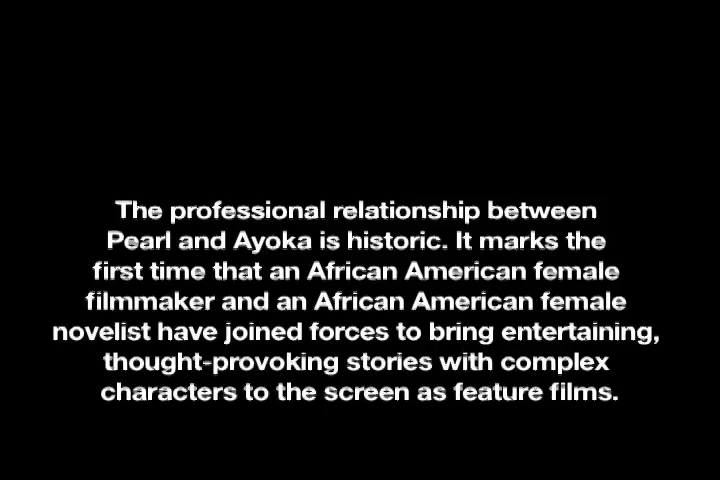 The professional relationship between
Pearl and Ayoka is historic. It marks the
first time that an African American female
filmmaker and an African American female
novelist have joined forces to bring entertaining,
thought-provoking stories with complex
characters to the screen as feature films.